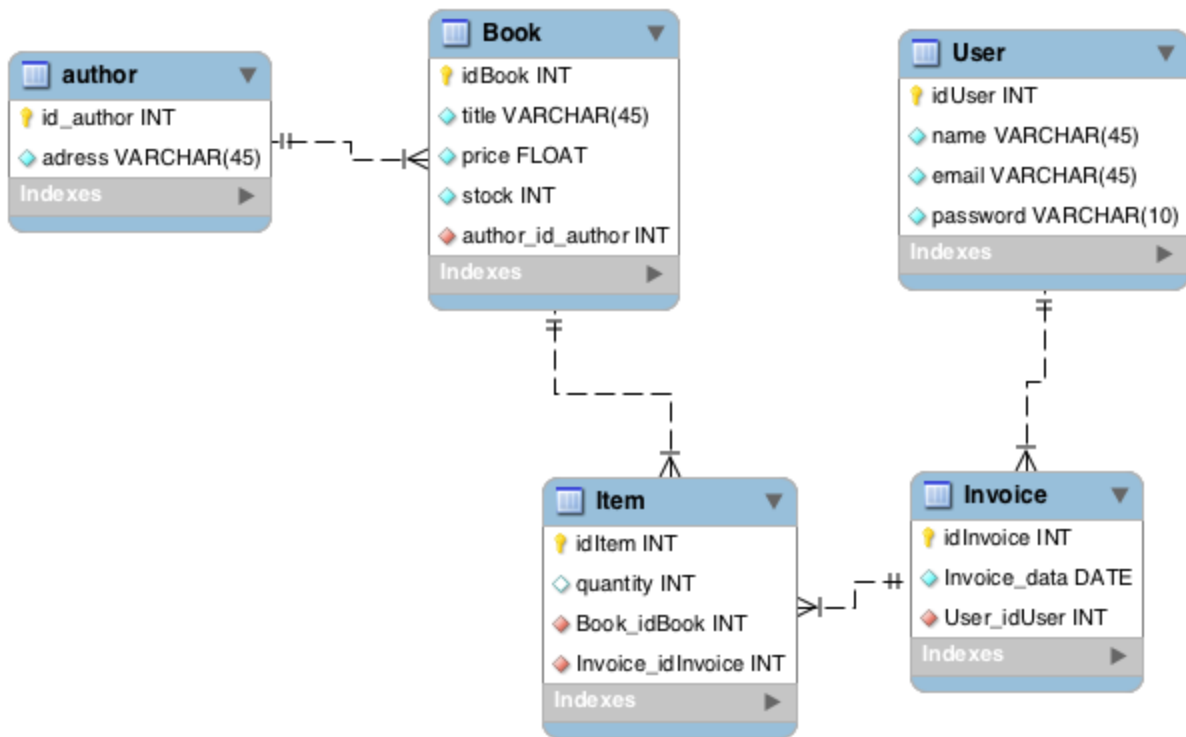 author
id_author INT
adress VARCHAR(45)
Indexes
Book
idBook INT
title VARCHAR(45)
price FLOAT
stock INT
author_id_author INT
Indexes
User
idUser INT
name VARCHAR(45)
email VARCHAR(45)
password VARCHAR(10)
Indexes
Item
idItem INT
quantity INT
Book_idBook INT
Invoice_idInvoice INT
Indexes
Invoice
idInvoice INT
Invoice_data DATE
User_idUser INT
Indexes